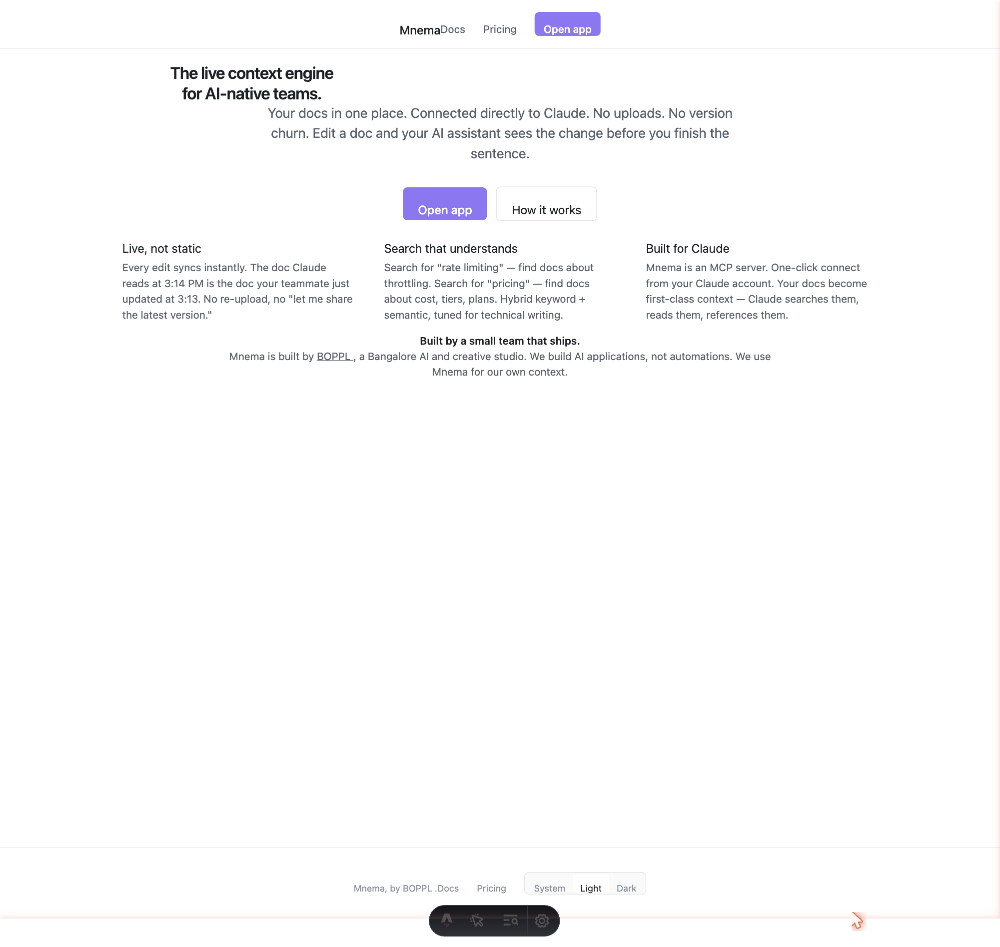 MnemaDocs Pricing Open app
The live context engine
for AI-native teams.
Your docs in one place. Connected directly to Claude. No uploads. No version
churn. Edit a doc and your AI assistant sees the change before you finish the
sentence.
Open app How it works
Live, not static
Every edit syncs instantly. The doc Claude
reads at 3:14 PM is the doc your teammate just
updated at 3:13. No re-upload, no "let me share
the latest version."
Search that understands
Search for "rate limiting" — find docs about
throttling. Search for "pricing" — find docs
about cost, tiers, plans. Hybrid keyword +
semantic, tuned for technical writing.
Built for Claude
Mnema is an MCP server. One-click connect
from your Claude account. Your docs become
first-class context — Claude searches them,
reads them, references them.
Built by a small team that ships.
Mnema is built by BOPPL , a Bangalore AI and creative studio. We build AI applications, not automations. We use
Mnema for our own context.
Mnema, by BOPPL .Docs Pricing System Light Dark